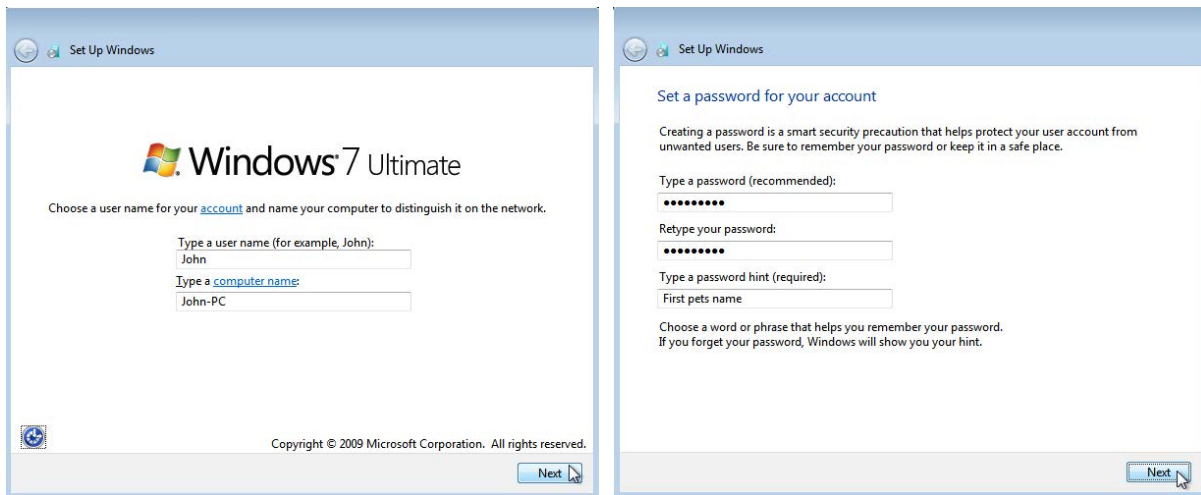 Set Up Windows
Windows 7 Ultimate
Choose a user name for your account and name your computer to distinguish it on the network.
Type a user name (for example, John):
John
Type a computer name:
John-PC
Copyright © 2009 Microsoft Corporation. All rights reserved.
Next
Set Up Windows
Set a password for your account
Creating a password is a smart security precaution that helps protect your user account from
unwanted users. Be sure to remember your password or keep it in a safe place.
Type a password (recommended):
●●●●●●●●●
Retype your password:
●●●●●●●●●
Type a password hint (required):
First pets name
Choose a word or phrase that helps you remember your password.
If you forget your password, Windows will show you your hint.
Next